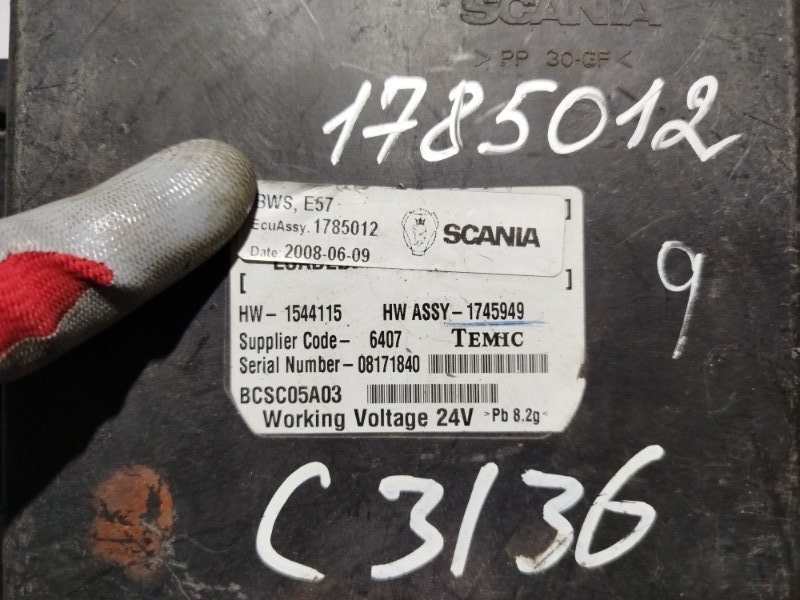 SCANIA
>PP 30-GF<
1785012
BWS, E57
EcuAssy. 1785012
Date: 2008-06-09
SCANIA
]
[ ]
HW- 1544115 HW ASSY-1745949
Supplier Code- 6407 TEMIC
Serial Number-08171840
BCSC05A03
Working Voltage 24V >Pb 8.2g<
9
C3136